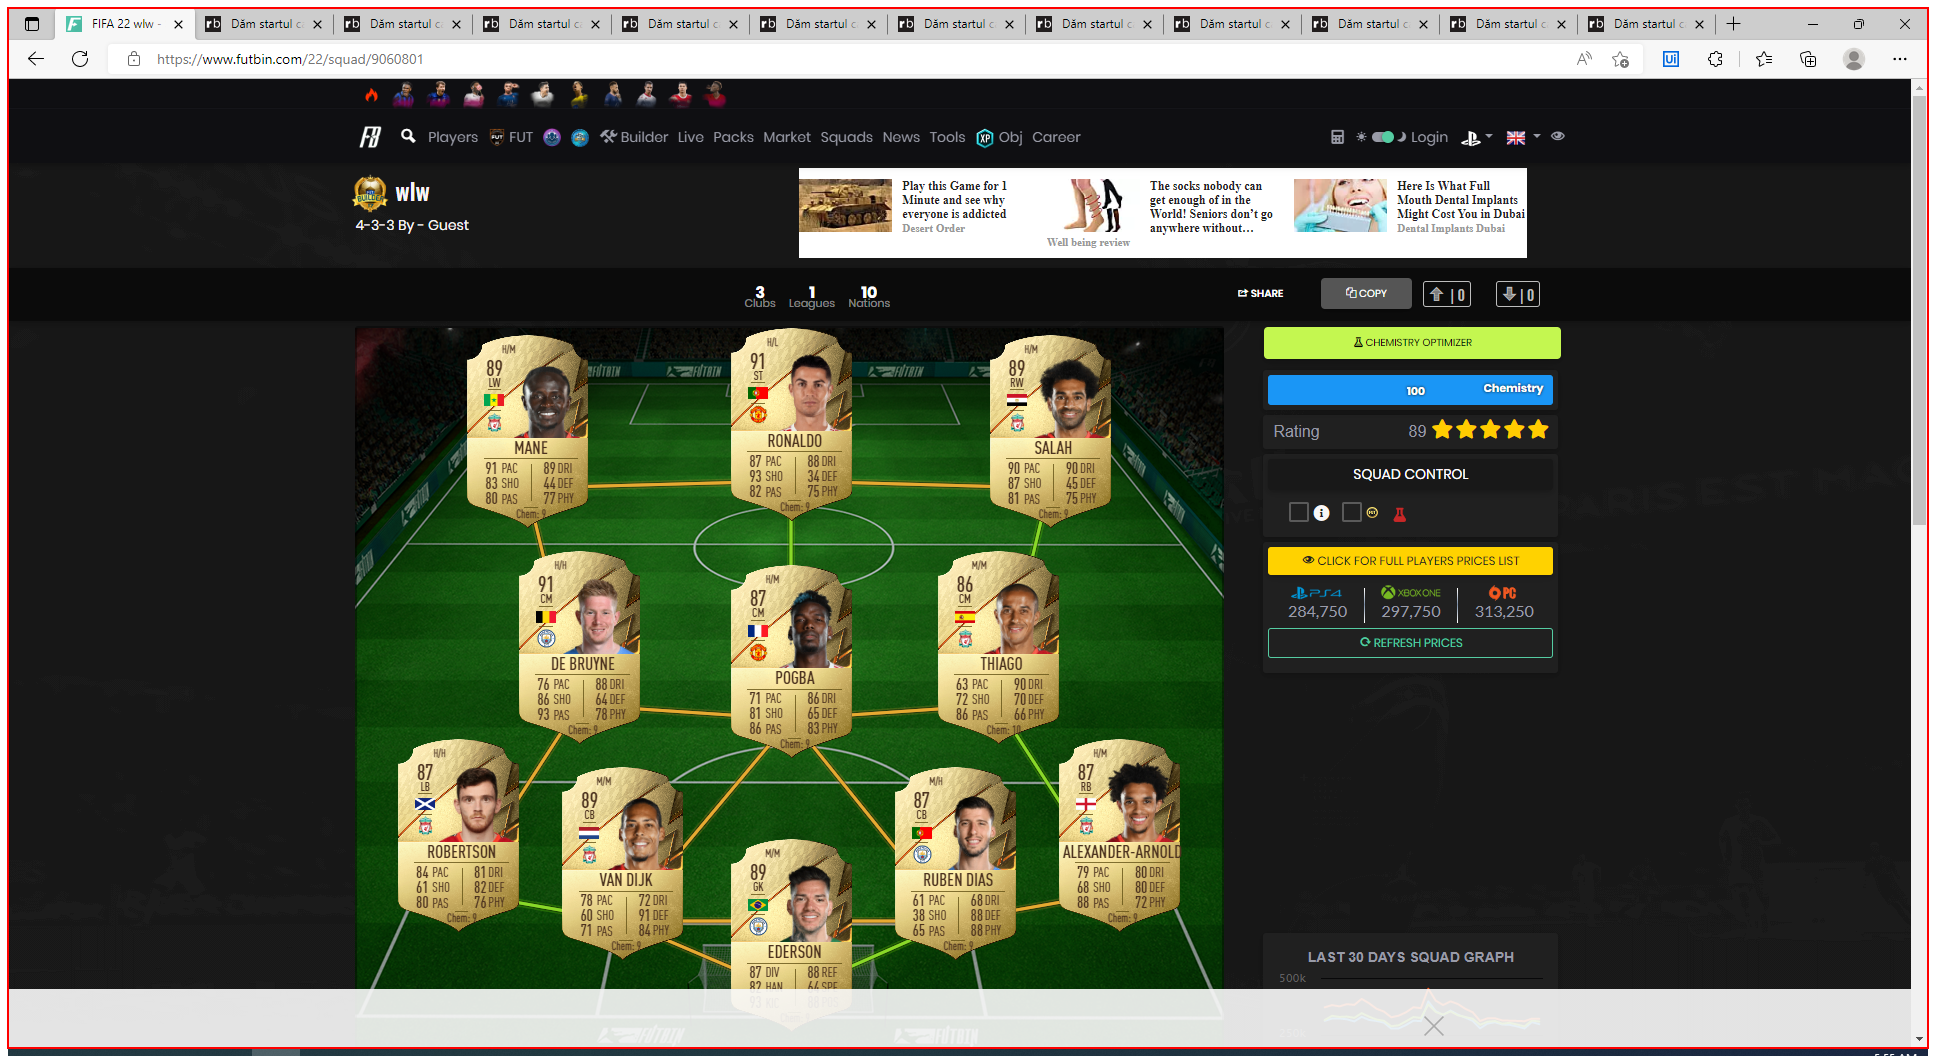 FIFA 22 wlw - Dăm startul c Dăm startul c Dăm startul c Dăm startul c Dăm startul c Dăm startul c Dăm startul c Dăm startul c Dăm startul c Dăm startul c Dăm startul c
https://www.futbin.com/22/squad/9060801
Players FUT Builder Live Packs Market Squads News Tools XP Obj Career Login
wlw
4-3-3 By - Guest
Play this Game for 1
Minute and see why
everyone is addicted
Desert Order
Well being review
The socks nobody can
get enough of in the
World! Seniors don’t go
anywhere without...
Here Is What Full
Mouth Dental Implants
Might Cost You in Dubai
Dental Implants Dubai
3 1 10
Clubs Leagues Nations
SHARE COPY | 0 | 0
H/M
89
LW
MANE
91 PAC 89 DRI
83 SHO 44 DEF
80 PAS 77 PHY
Chem: 9
H/L
91
ST
RONALDO
87 PAC 88 DRI
93 SHO 34 DEF
82 PAS 75 PHY
Chem: 9
H/M
89
RW
SALAH
90 PAC 90 DRI
87 SHO 45 DEF
81 PAS 75 PHY
Chem: 9
H/H
91
CM
DE BRUYNE
76 PAC 88 DRI
86 SHO 64 DEF
93 PAS 78 PHY
Chem: 9
H/M
87
CM
POGBA
71 PAC 86 DRI
81 SHO 65 DEF
86 PAS 83 PHY
Chem: 9
M/M
86
CM
THIAGO
63 PAC 90 DRI
72 SHO 70 DEF
86 PAS 66 PHY
Chem: 10
H/H
87
LB
ROBERTSON
84 PAC 81 DRI
61 SHO 82 DEF
80 PAS 76 PHY
Chem: 9
M/M
89
CB
VAN DIJK
78 PAC 72 DRI
60 SHO 91 DEF
71 PAS 84 PHY
Chem: 9
M/M
89
GK
EDERSON
87 DIV 88 REF
82 HAN 64 SPE
M/H
87
CB
RUBEN DIAS
61 PAC 68 DRI
38 SHO 88 DEF
65 PAS 88 PHY
Chem: 9
H/M
87
RB
ALEXANDER-ARNOLD
79 PAC 80 DRI
68 SHO 80 DEF
88 PAS 72 PHY
Chem: 9
CHEMISTRY OPTIMIZER
100 Chemistry
Rating 89
SQUAD CONTROL
CLICK FOR FULL PLAYERS PRICES LIST
PS4 XBOX ONE PC
284,750 297,750 313,250
REFRESH PRICES
LAST 30 DAYS SQUAD GRAPH
500k